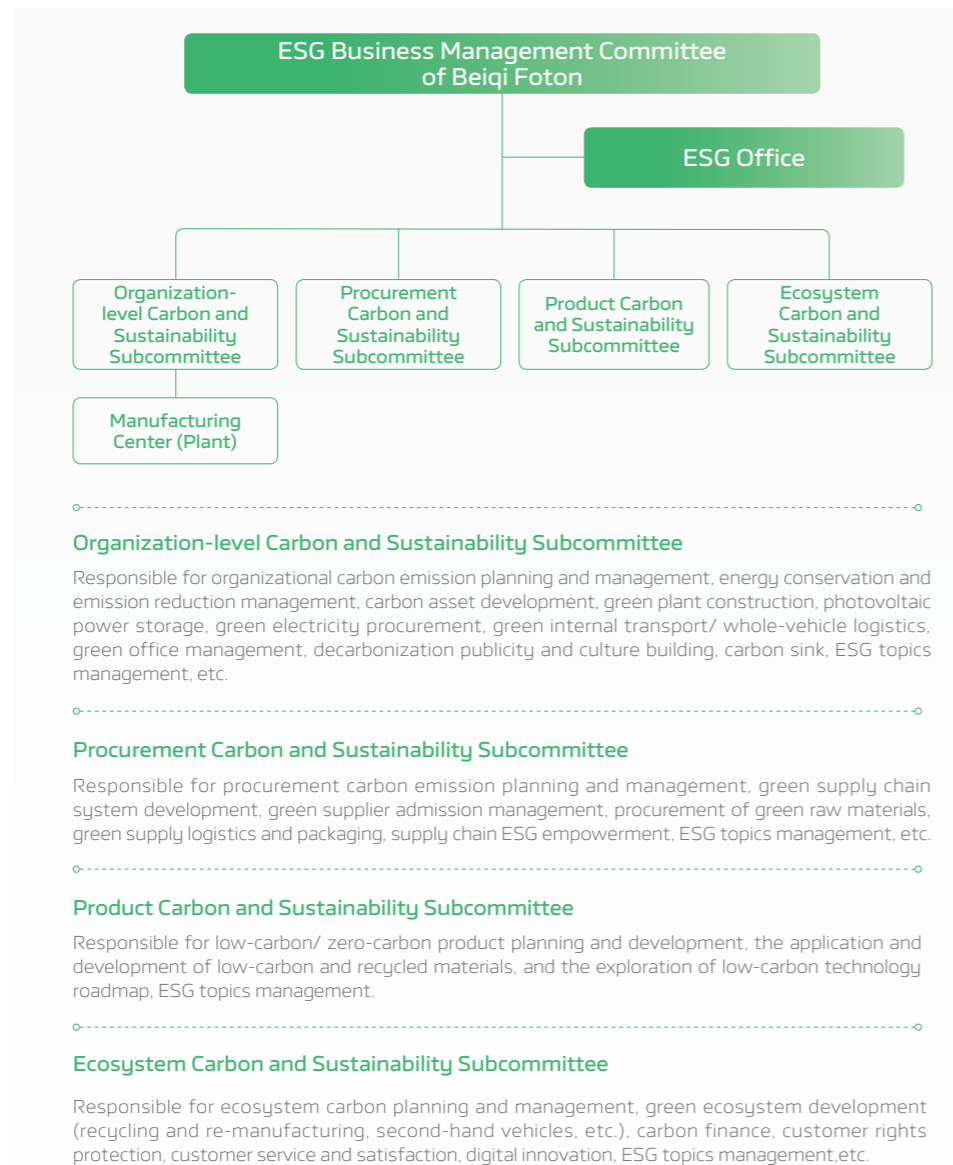 ESG Business Management Committee
of Beiqi Foton
ESG Office
Organization-
level Carbon and
Sustainability
Subcommittee
Procurement
Carbon and
Sustainability
Subcommittee
Product Carbon
and Sustainability
Subcommittee
Ecosystem
Carbon and
Sustainability
Subcommittee
Manufacturing
Center (Plant)
Organization-level Carbon and Sustainability Subcommittee
Responsible for organizational carbon emission planning and management, energy conservation and
emission reduction management, carbon asset development, green plant construction, photovoltaic
power storage, green electricity procurement, green internal transport/ whole-vehicle logistics,
green office management, decarbonization publicity and culture building, carbon sink, ESG topics
management, etc.
Procurement Carbon and Sustainability Subcommittee
Responsible for procurement carbon emission planning and management, green supply chain
system development, green supplier admission management, procurement of green raw materials,
green supply logistics and packaging, supply chain ESG empowerment, ESG topics management, etc.
Product Carbon and Sustainability Subcommittee
Responsible for low-carbon/ zero-carbon product planning and development, the application and
development of low-carbon and recycled materials, and the exploration of low-carbon technology
roadmap, ESG topics management.
Ecosystem Carbon and Sustainability Subcommittee
Responsible for ecosystem carbon planning and management, green ecosystem development
(recycling and re-manufacturing, second-hand vehicles, etc.), carbon finance, customer rights
protection, customer service and satisfaction, digital innovation, ESG topics management,etc.